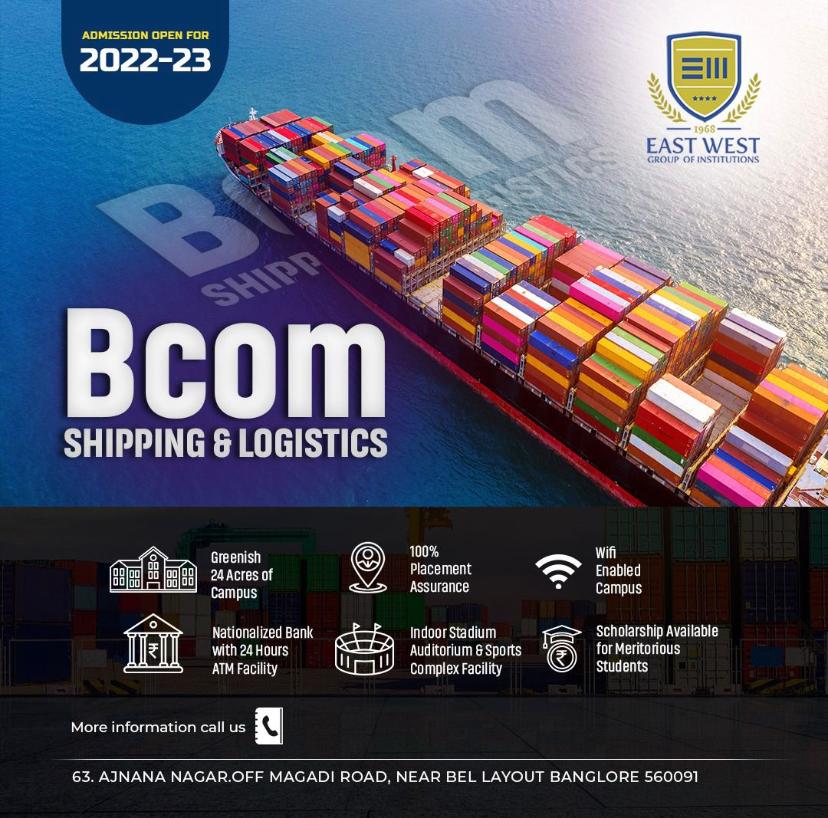 ADMISSION OPEN FOR
2022-23
1968
EAST WEST
GROUP OF INSTITUTIONS
Bcom
SHIPP
LOGISTICS
Bcom
SHIPPING & LOGISTICS
Greenish
24 Acres of
Campus
100%
Placement
Assurance
Wifi
Enabled
Campus
Nationalized Bank
with 24 Hours
ATM Facility
Indoor Stadium
Auditorium & Sports
Complex Facility
Scholarship Available
for Meritorious
Students
More information call us
63. AJNANA NAGAR.OFF MAGADI ROAD, NEAR BEL LAYOUT BANGLORE 560091